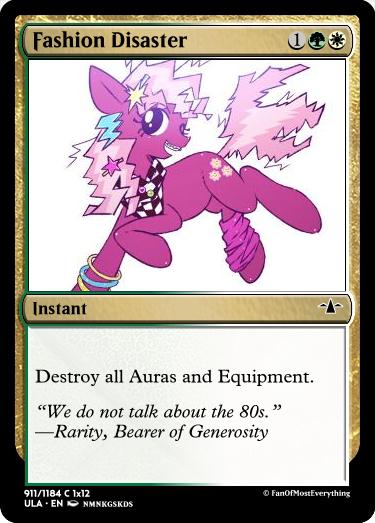 Fashion Disaster 1
Instant
Destroy all Auras and Equipment.
“We do not talk about the 80s.”
—Rarity, Bearer of Generosity
911/1184 C 1x12
ULA • EN NMNKGSKDS
© FanOfMostEverything